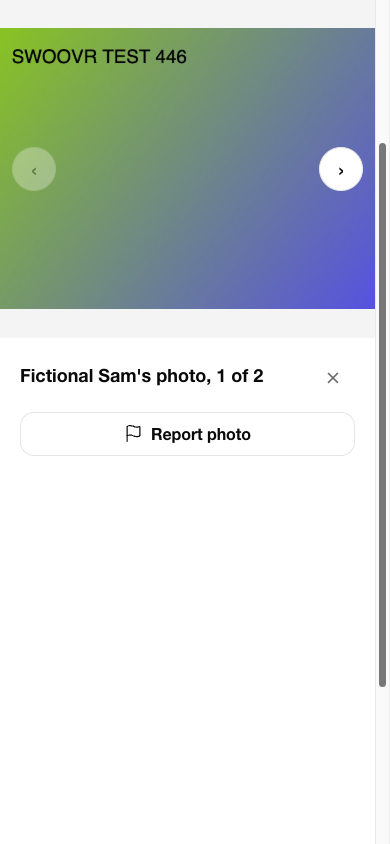 SWOOVR TEST 446
‹ ›
Fictional Sam's photo, 1 of 2 ×
Report photo